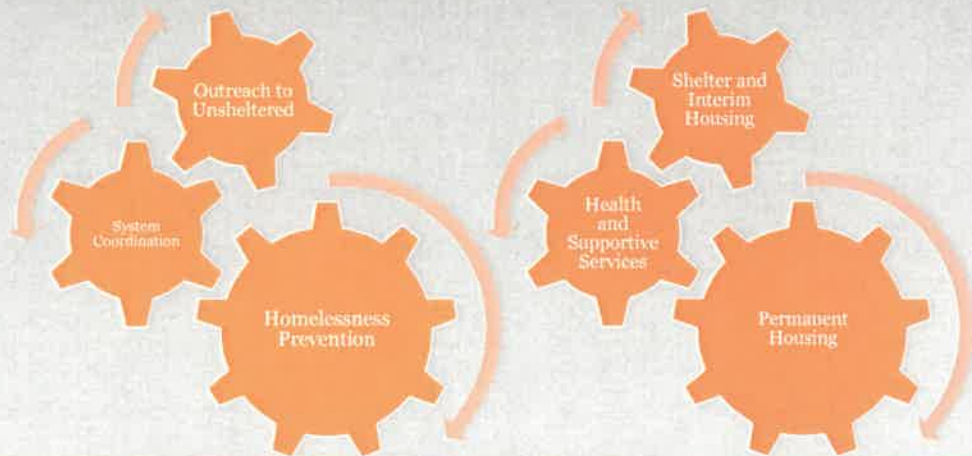 Outreach to
Unsheltered
System
Coordination
Homelessness
Prevention
Shelter and
Interim
Housing
Health
and
Supportive
Services
Permanent
Housing